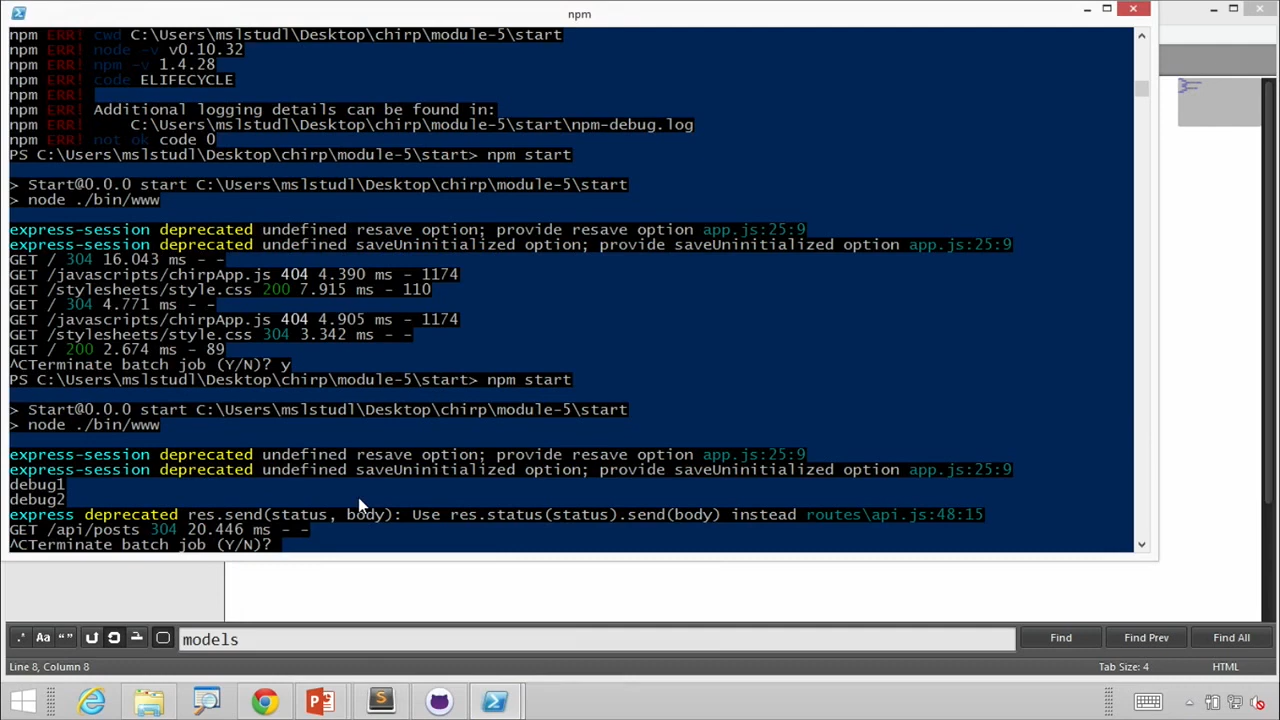 npm
npm ERR! cwd C:\Users\mslstudl\Desktop\chirp\module-5\start
npm ERR! node -v v0.10.32
npm ERR! npm -v 1.4.28
npm ERR! code ELIFECYCLE
npm ERR!
npm ERR! Additional logging details can be found in:
npm ERR!     C:\Users\mslstudl\Desktop\chirp\module-5\start\npm-debug.log
npm ERR! not ok code 0
PS C:\Users\mslstudl\Desktop\chirp\module-5\start> npm start
> Start@0.0.0 start C:\Users\mslstudl\Desktop\chirp\module-5\start
> node ./bin/www
express-session deprecated undefined resave option; provide resave option app.js:25:9
express-session deprecated undefined saveUninitialized option; provide saveUninitialized option app.js:25:9
GET / 304 16.043 ms - -
GET /javascripts/chirpApp.js 404 4.390 ms - 1174
GET /stylesheets/style.css 200 7.915 ms - 110
GET / 304 4.771 ms - -
GET /javascripts/chirpApp.js 404 4.905 ms - 1174
GET /stylesheets/style.css 304 3.342 ms - -
GET / 200 2.674 ms - 89
^CTerminate batch job (Y/N)? y
PS C:\Users\mslstudl\Desktop\chirp\module-5\start> npm start
> Start@0.0.0 start C:\Users\mslstudl\Desktop\chirp\module-5\start
> node ./bin/www
express-session deprecated undefined resave option; provide resave option app.js:25:9
express-session deprecated undefined saveUninitialized option; provide saveUninitialized option app.js:25:9
debug1
debug2
express deprecated res.send(status, body): Use res.status(status).send(body) instead routes\api.js:48:15
GET /api/posts 304 20.446 ms - -
^CTerminate batch job (Y/N)?
.* Aa “” models Find Find Prev Find All
Line 8, Column 8 Tab Size: 4 HTML